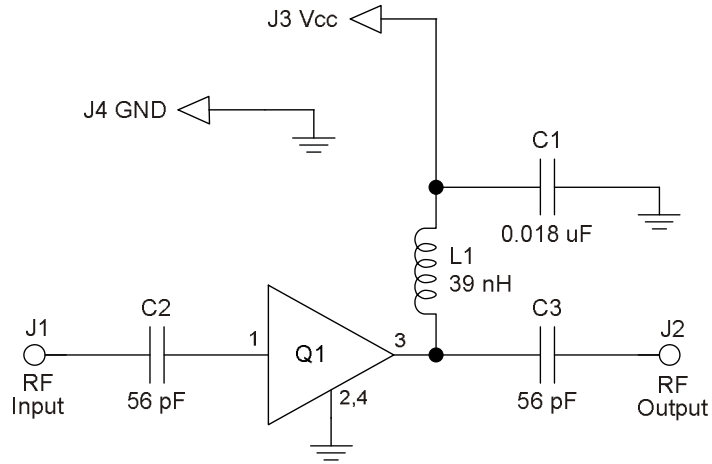 J3 Vcc
J4 GND
C1
0.018 uF
L1
39 nH
C2
56 pF
C3
56 pF
J1
RF
Input
1
Q1
3
2,4
J2
RF
Output